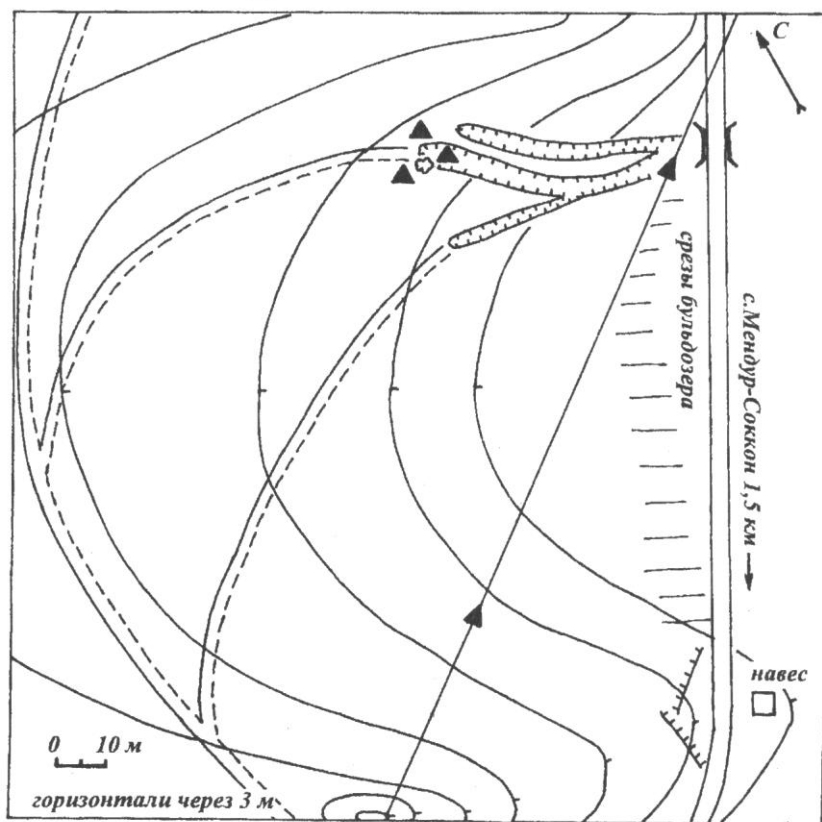 С
срезы бульдозера
с.Мендур-Соккон 1,5 км
навес
0 10 м
горизонтали через 3 м